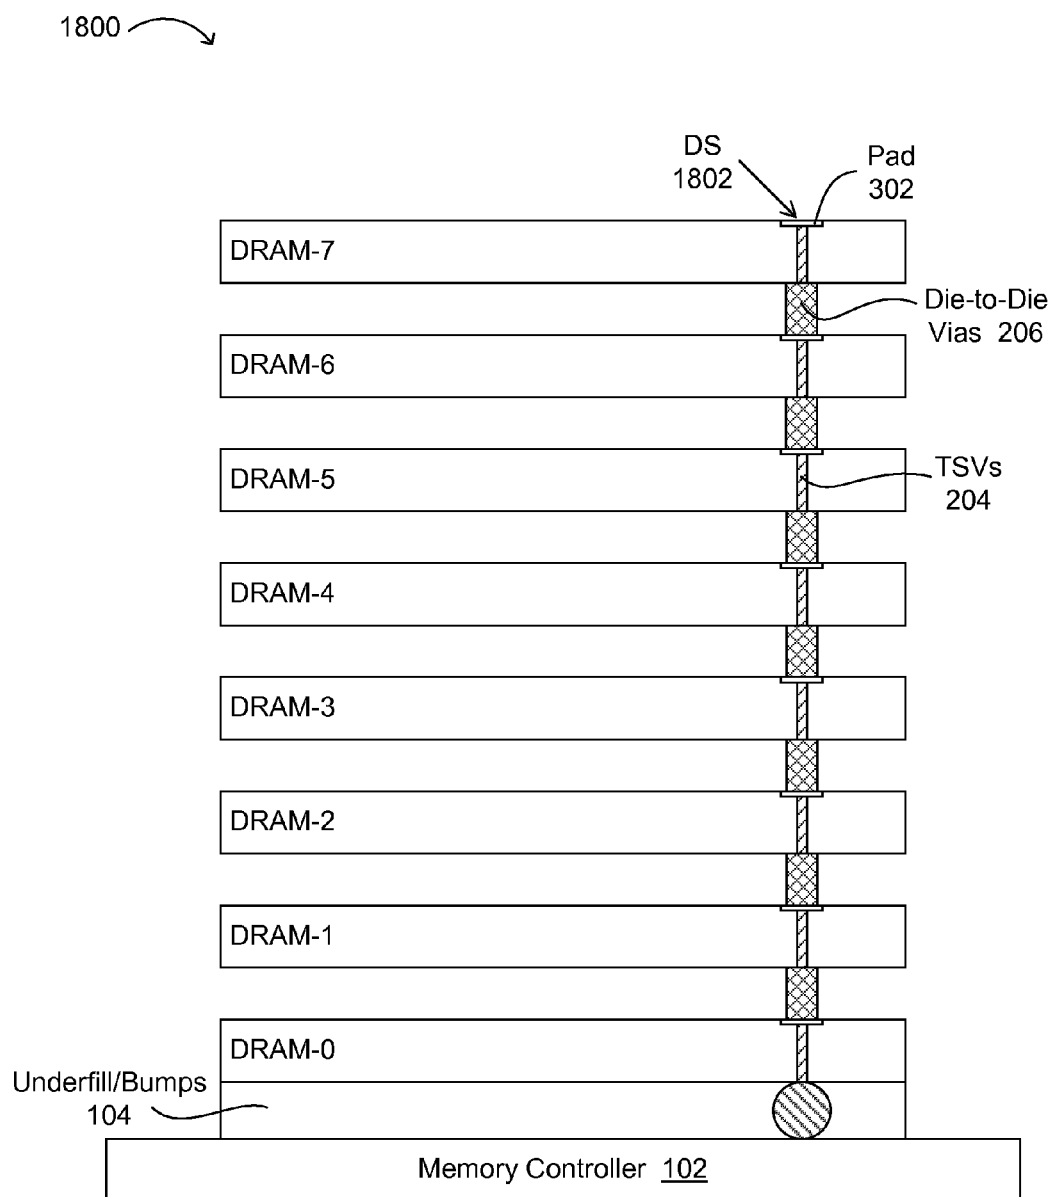 1800
DS
1802
Pad
302
DRAM-7
Die-to-Die
Vias 206
DRAM-6
DRAM-5
TSVs
204
DRAM-4
DRAM-3
DRAM-2
DRAM-1
DRAM-0
Underfill/Bumps
104
Memory Controller 102